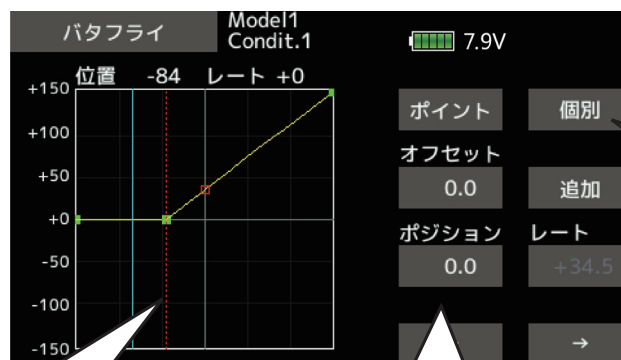 バタフライ
Model1
Condit.1
7.9V
位置 -84 レート +0
+150
+100
+50
+0
-50
-100
-150
ポイント
個別
オフセット
0.0
追加
ポジション
レート
0.0
+34.5
→